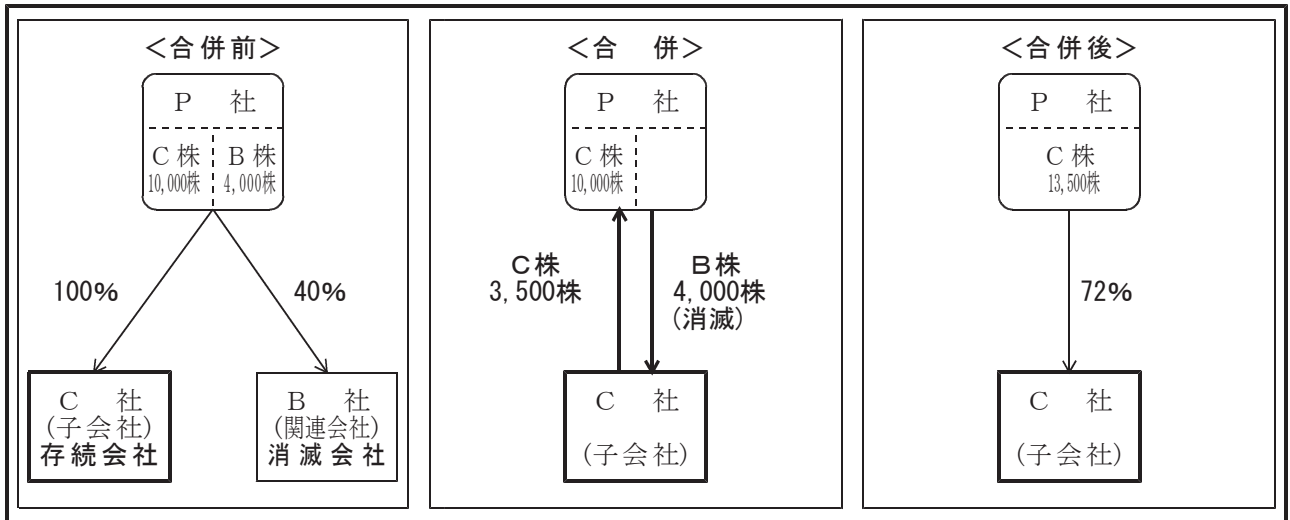 ＜合併前＞
P 社
C株 B株
10,000株 4,000株
100％ 40％
C 社
(子会社)
存続会社
B 社
(関連会社)
消滅会社
＜合 併＞
P 社
C株
10,000株
C株
3,500株
B株
4,000株
(消滅)
C 社
(子会社)
＜合併後＞
P 社
C株
13,500株
72％
C 社
(子会社)